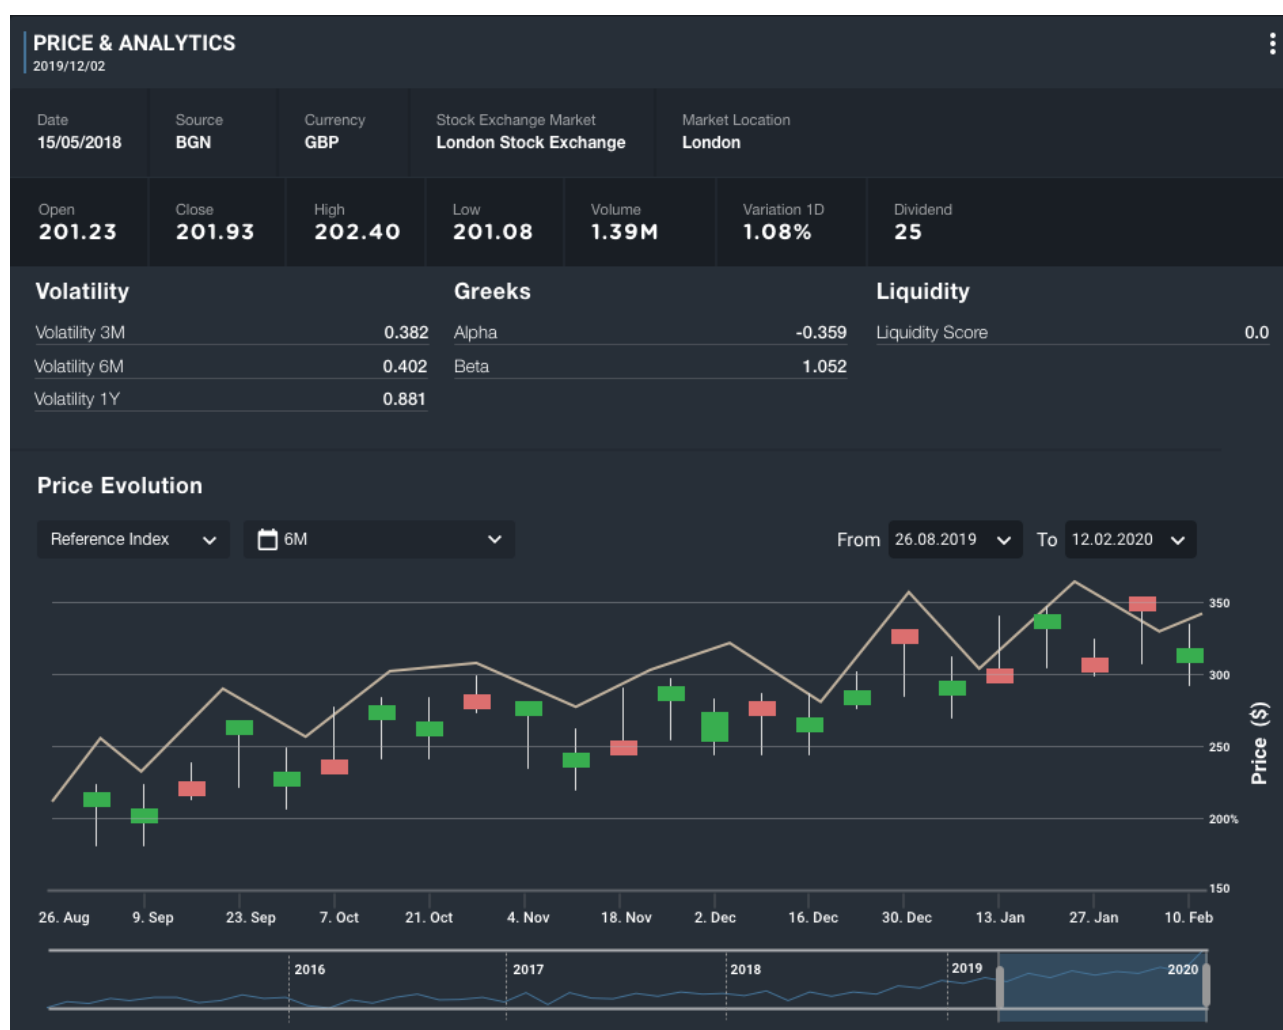 PRICE & ANALYTICS
2019/12/02
Date Source Currency Stock Exchange Market Market Location
15/05/2018 BGN GBP London Stock Exchange London
Open Close High Low Volume Variation 1D Dividend
201.23 201.93 202.40 201.08 1.39M 1.08% 25
Volatility Greeks Liquidity
Volatility 3M 0.382 Alpha -0.359 Liquidity Score 0.0
Volatility 6M 0.402 Beta 1.052
Volatility 1Y 0.881
Price Evolution
Reference Index 6M From 26.08.2019 To 12.02.2020
350
300
250
200%
150
Price ($)
26. Aug 9. Sep 23. Sep 7. Oct 21. Oct 4. Nov 18. Nov 2. Dec 16. Dec 30. Dec 13. Jan 27. Jan 10. Feb
2016 2017 2018 2019 2020